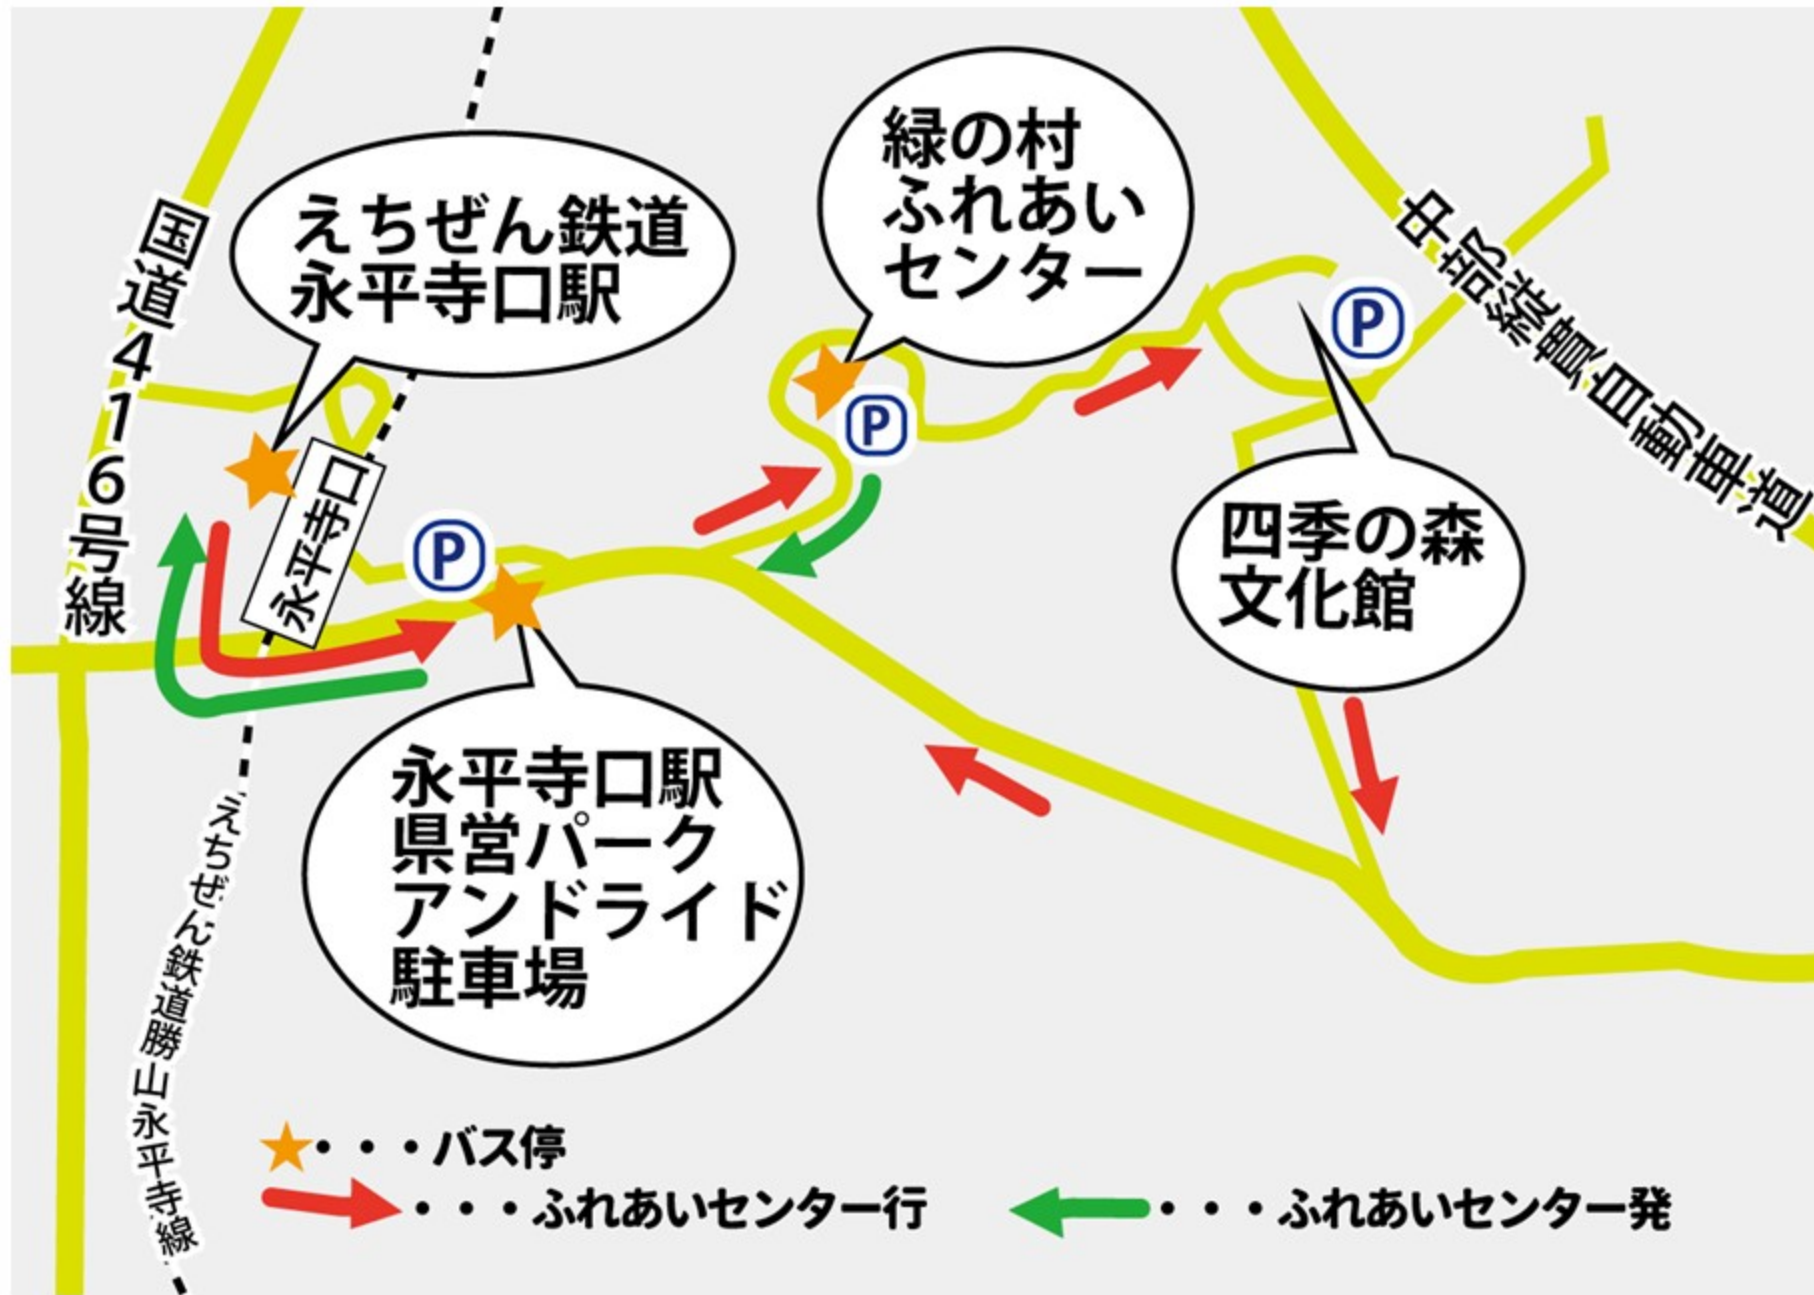 国道416号線
えちぜん鉄道
永平寺口駅
緑の村
ふれあい
センター
中部縦貫自動車道
P
P
永平寺口
P
四季の森
文化館
永平寺口駅
県営パーク
アンドライド
駐車場
えちぜん鉄道勝山永平寺線
★・・・バス停
・・・ふれあいセンター行
・・・ふれあいセンター発